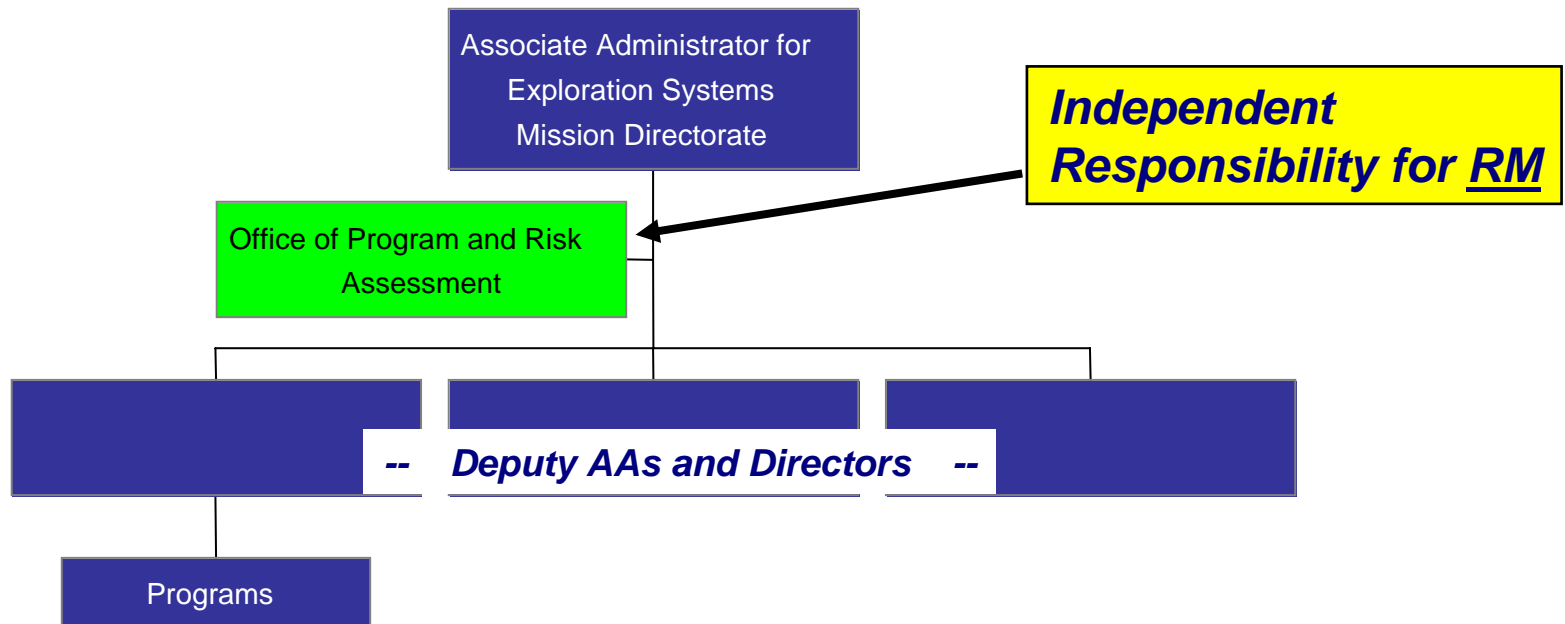 Associate Administrator for
Exploration Systems
Mission Directorate
Independent
Responsibility for RM
Office of Program and Risk
Assessment
-- Deputy AAs and Directors --
Programs